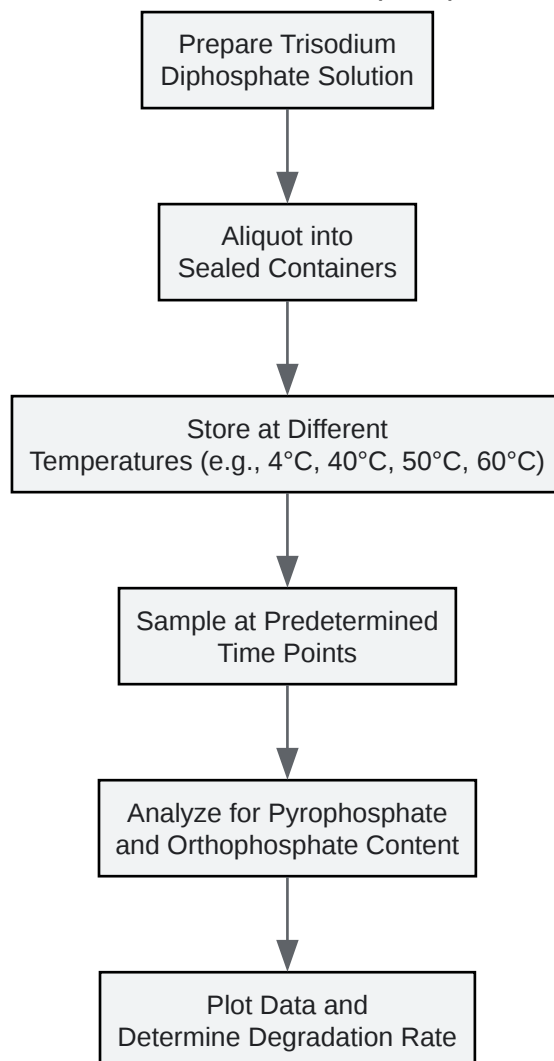 Prepare Trisodium
Diphosphate Solution
Aliquot into
Sealed Containers
Store at Different
Temperatures (e.g., 4°C, 40°C, 50°C, 60°C)
Sample at Predetermined
Time Points
Analyze for Pyrophosphate
and Orthophosphate Content
Plot Data and
Determine Degradation Rate